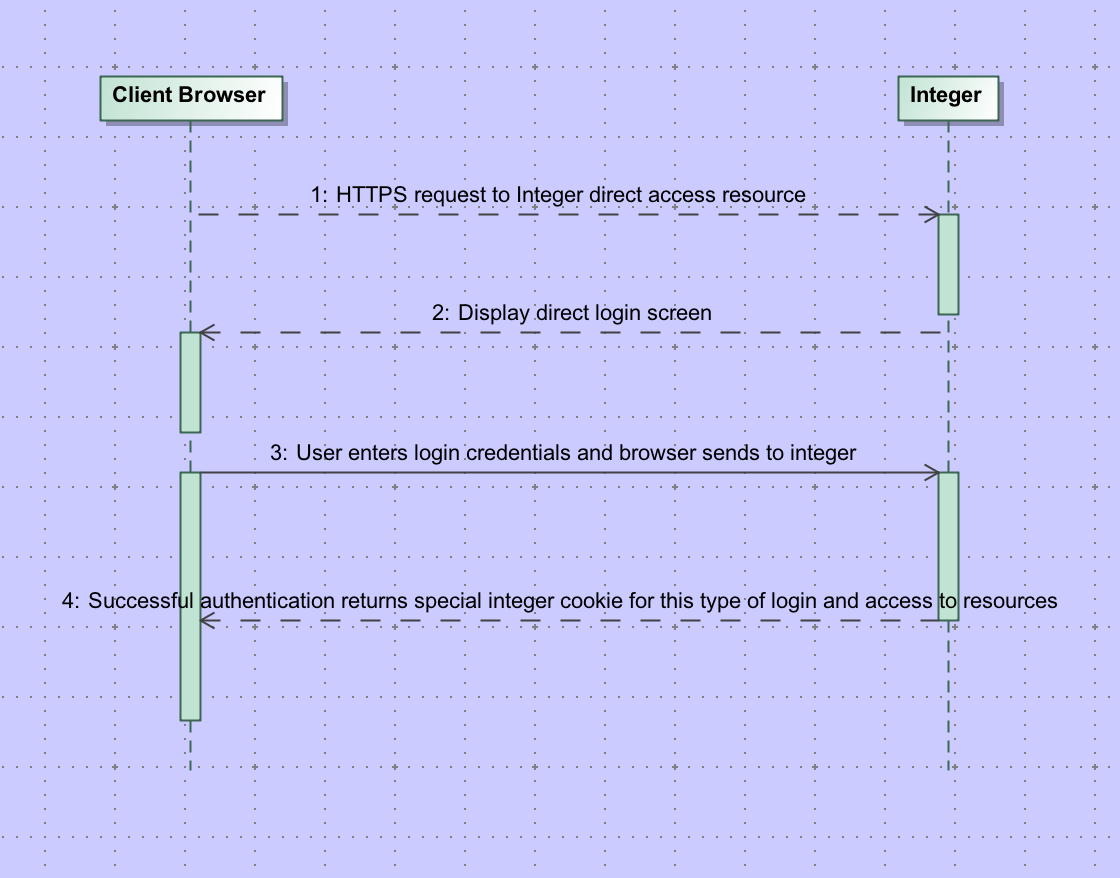 Client Browser
Integer
1: HTTPS request to Integer direct access resource
2: Display direct login screen
3: User enters login credentials and browser sends to integer
4: Successful authentication returns special integer cookie for this type of login and access to resources